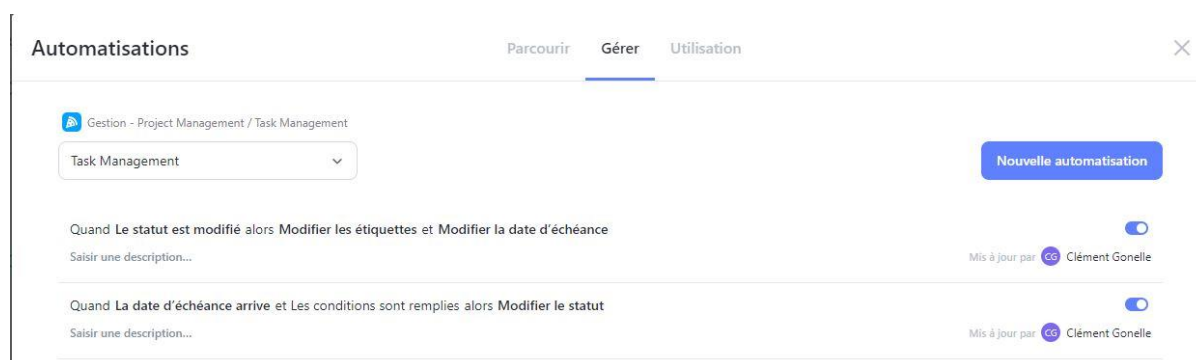 Automatisations Parcourir Gérer Utilisation
Gestion - Project Management / Task Management
Task Management Nouvelle automatisation
Quand Le statut est modifié alors Modifier les étiquettes et Modifier la date d'échéance
Saisir une description... Mis à jour par CG Clément Gonelle
Quand La date d'échéance arrive et Les conditions sont remplies alors Modifier le statut
Saisir une description... Mis à jour par CG Clément Gonelle